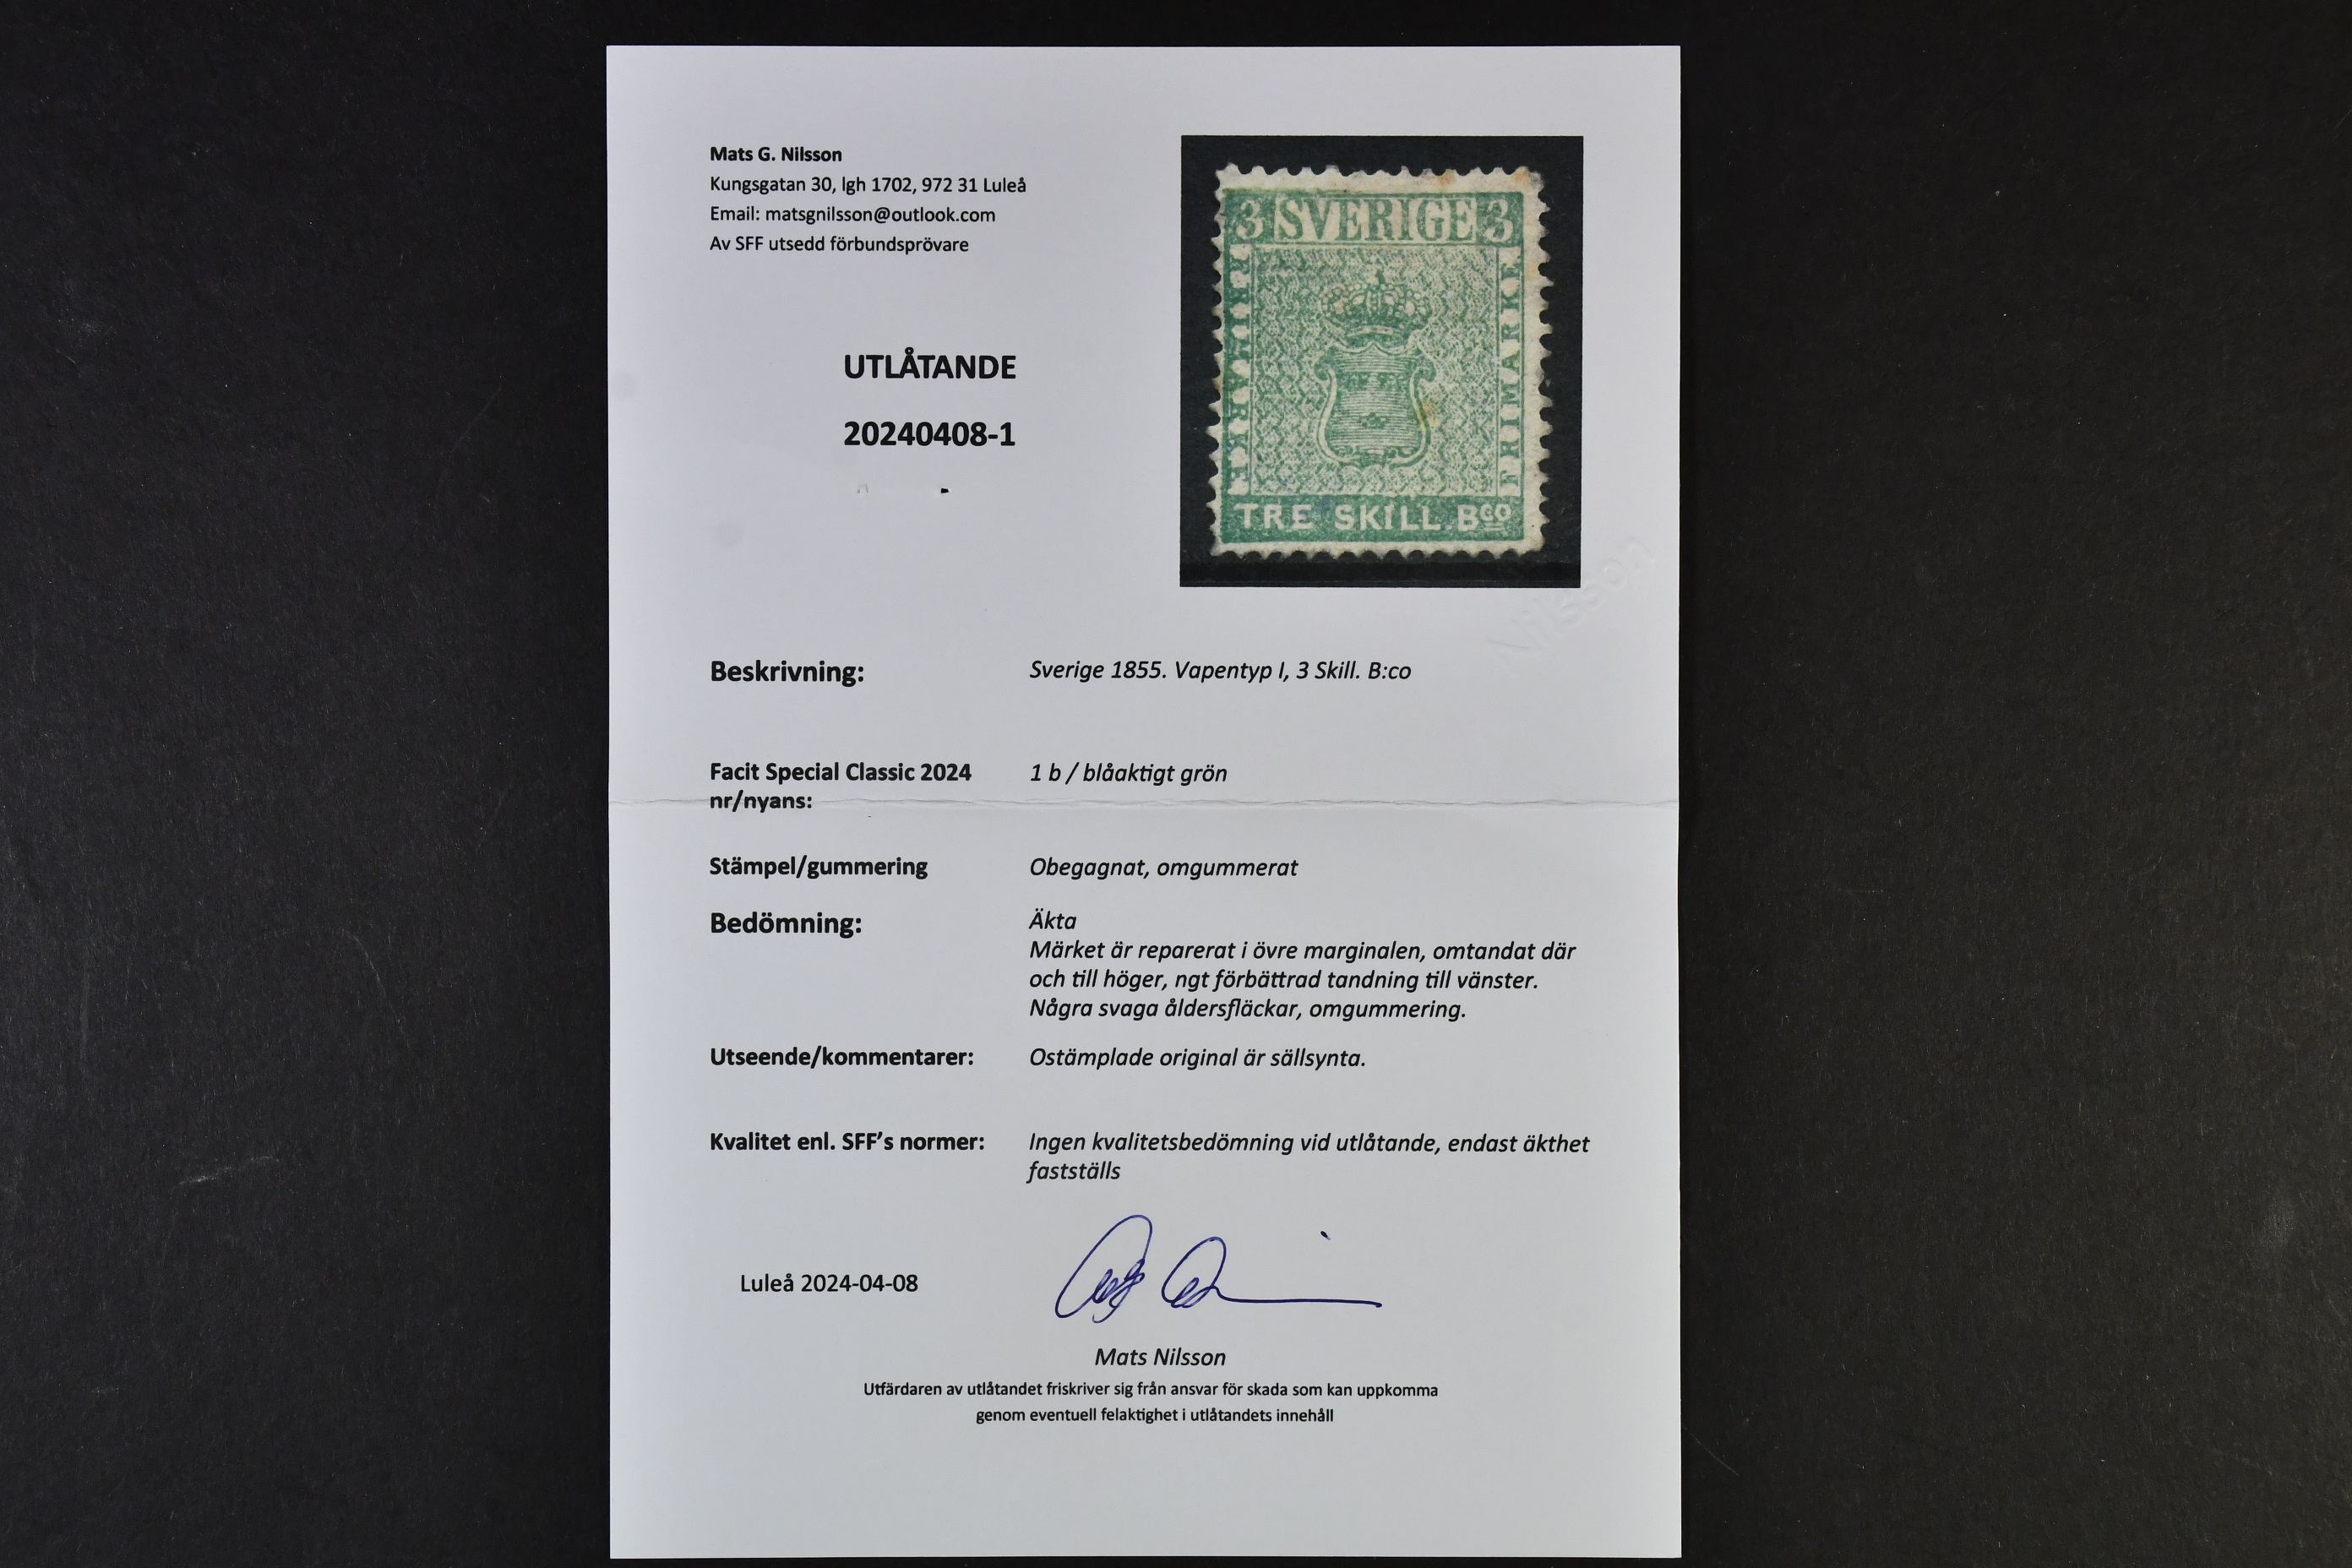 Mats G. Nilsson
Kungsgatan 30, lgh 1702, 972 31 Luleå
Email: matsgnilsson@outlook.com
Av SFF utsedd förbundsprövare
UTLÅTANDE
20240408-1
3 SVERIGE 3
FRIMÄRKE
FRIMÄRKE
TRE SKILL. Bco
Nilsson
Beskrivning: Sverige 1855. Vapentyp I, 3 Skill. B:co
Facit Special Classic 2024 1 b / blåaktigt grön
nr/nyans:
Stämpel/gummering Obegagnat, omgummerat
Bedömning: Äkta
Märket är reparerat i övre marginalen, omtandat där
och till höger, ngt förbättrad tandning till vänster.
Några svaga åldersfläckar, omgummering.
Utseende/kommentarer: Ostämplade original är sällsynta.
Kvalitet enl. SFF’s normer: Ingen kvalitetsbedömning vid utlåtande, endast äkthet
fastställs
Luleå 2024-04-08
Mats Nilsson
Utfärdaren av utlåtandet friskriver sig från ansvar för skada som kan uppkomma
genom eventuell felaktighet i utlåtandets innehåll